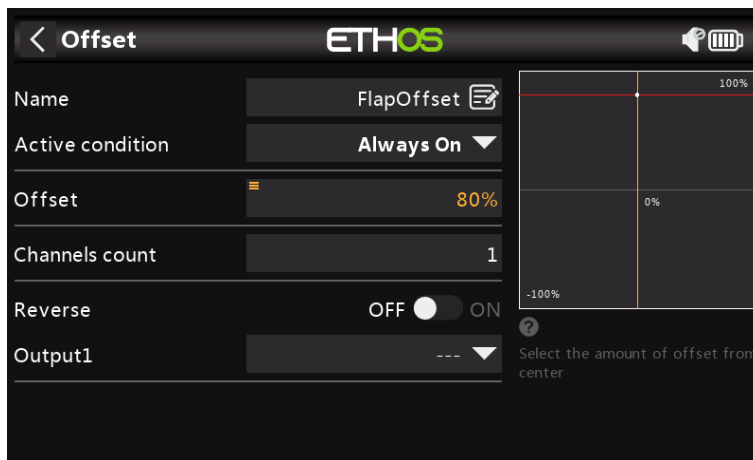 Offset
ETHOS
Name
FlapOffset
100%
Active condition
Always On
Offset
80%
0%
Channels count
1
-100%
Reverse
OFF ON
?
Output1
---
Select the amount of offset from
center